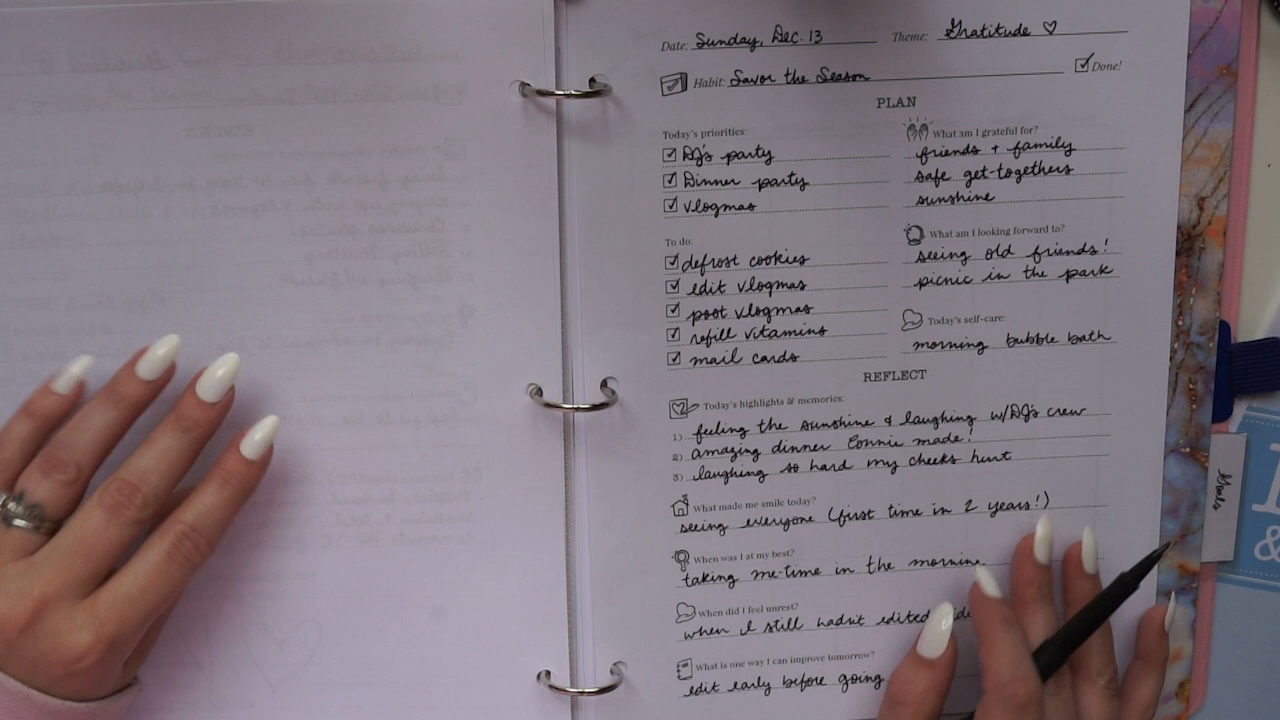 Date: Sunday, Dec. 13 Theme: Gratitude ♡
Habit: Savor the Season Done!
PLAN
Today's priorities:
DJ's party
Dinner party
vlogmas
To do:
defrost cookies
edit vlogmas
post vlogmas
refill vitamins
mail cards
What am I grateful for?
friends + family
safe get-togethers
sunshine
What am I looking forward to?
seeing old friends!
picnic in the park
Today's self-care:
morning bubble bath
REFLECT
Today's highlights & memories:
1) feeling the sunshine & laughing w/DJ's crew
2) amazing dinner Connie made!
3) laughing so hard my cheeks hurt
What made me smile today?
seeing everyone (first time in 2 years!)
When was I at my best?
taking me-time in the morning
When did I feel unrest?
when I still hadn't edited
What is one way I can improve tomorrow?
edit early before going
Goals
&